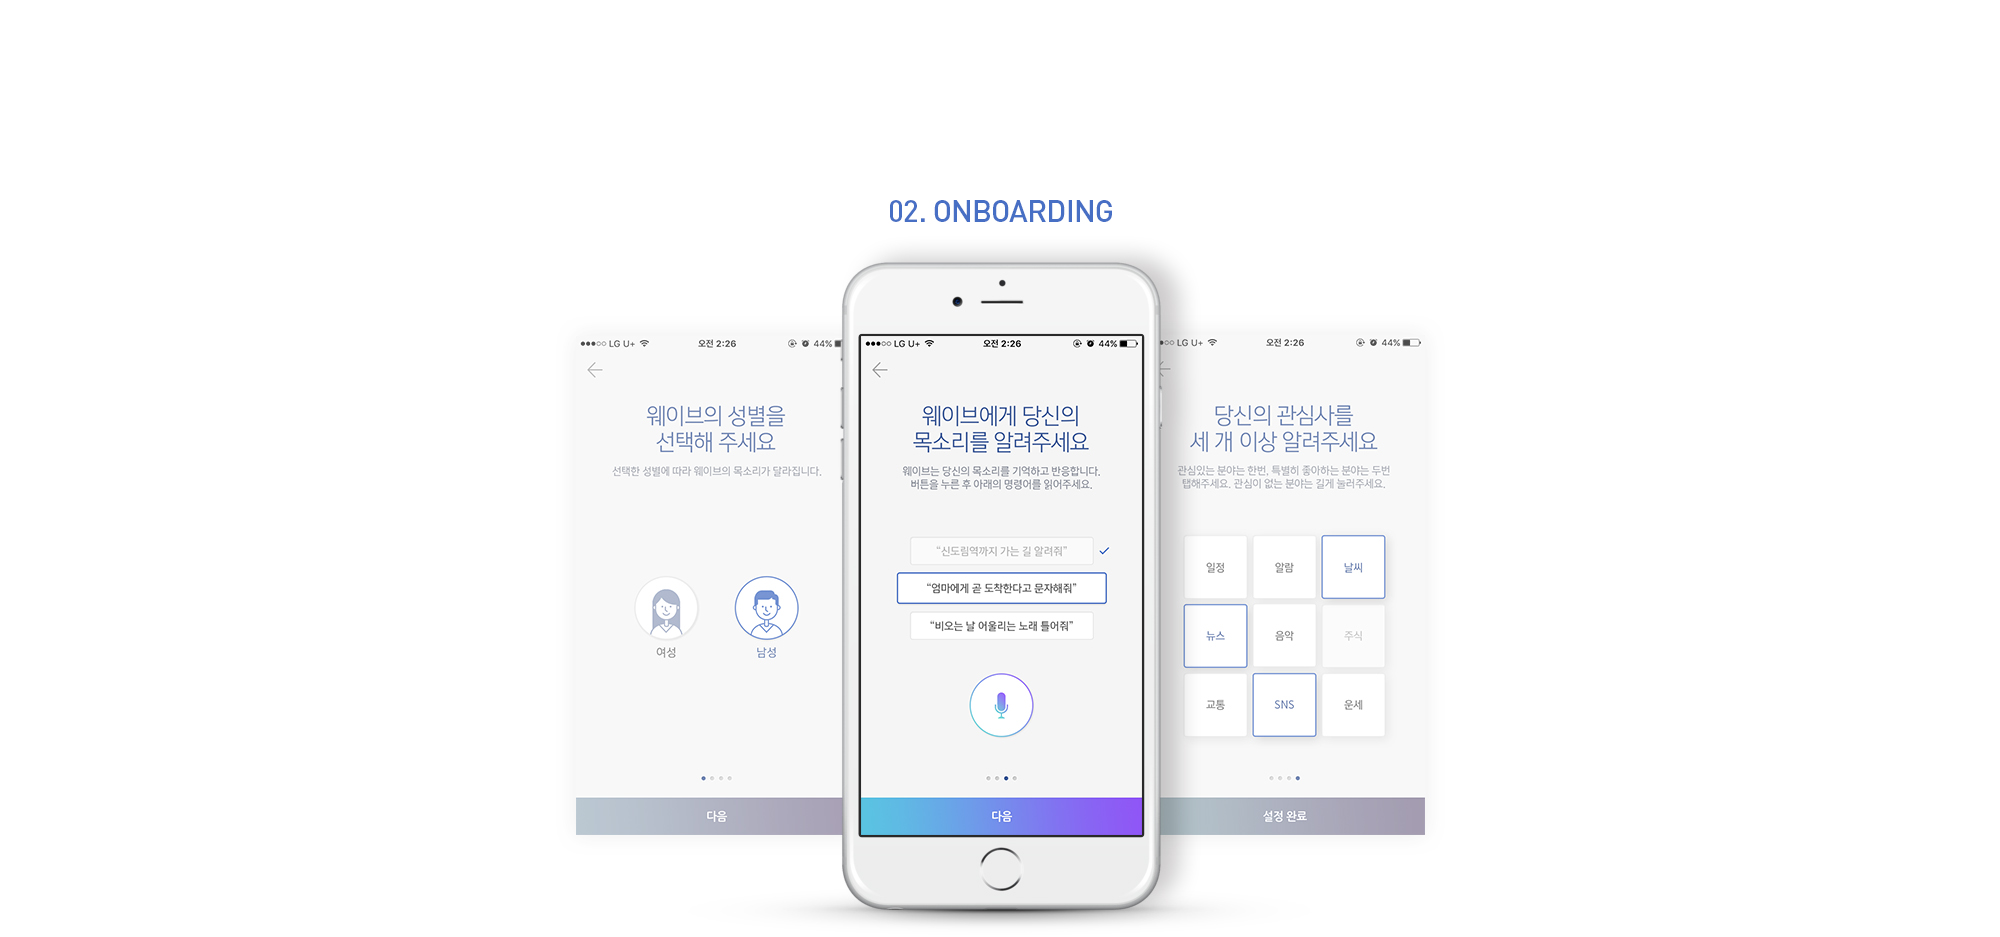 02. ONBOARDING
LG U+ 오전 2:26 44%
웨이브의 성별을
선택해 주세요
선택한 성별에 따라 웨이브의 목소리가 달라집니다.
여성 남성
다음
LG U+ 오전 2:26 44%
웨이브에게 당신의
목소리를 알려주세요
웨이브는 당신의 목소리를 기억하고 반응합니다.
버튼을 누른 후 아래의 명령어를 읽어주세요.
“신도림역까지 가는 길 알려줘”
“엄마에게 곧 도착한다고 문자해줘”
“비오는 날 어울리는 노래 틀어줘”
다음
LG U+ 오전 2:26 44%
당신의 관심사를
세 개 이상 알려주세요
관심있는 분야는 한번, 특별히 좋아하는 분야는 두번
탭해주세요. 관심이 없는 분야는 길게 눌러주세요.
일정 알람 날씨
뉴스 음악 주식
교통 SNS 운세
설정 완료